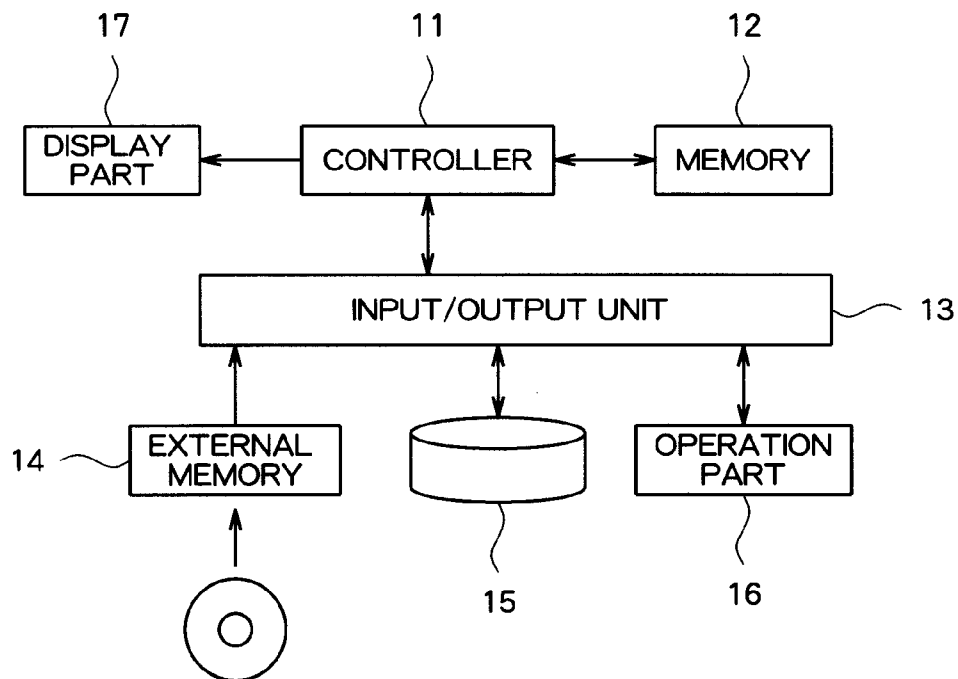 17
11
12
DISPLAY
PART
CONTROLLER
MEMORY
INPUT/OUTPUT UNIT
13
14
EXTERNAL
MEMORY
OPERATION
PART
15
16